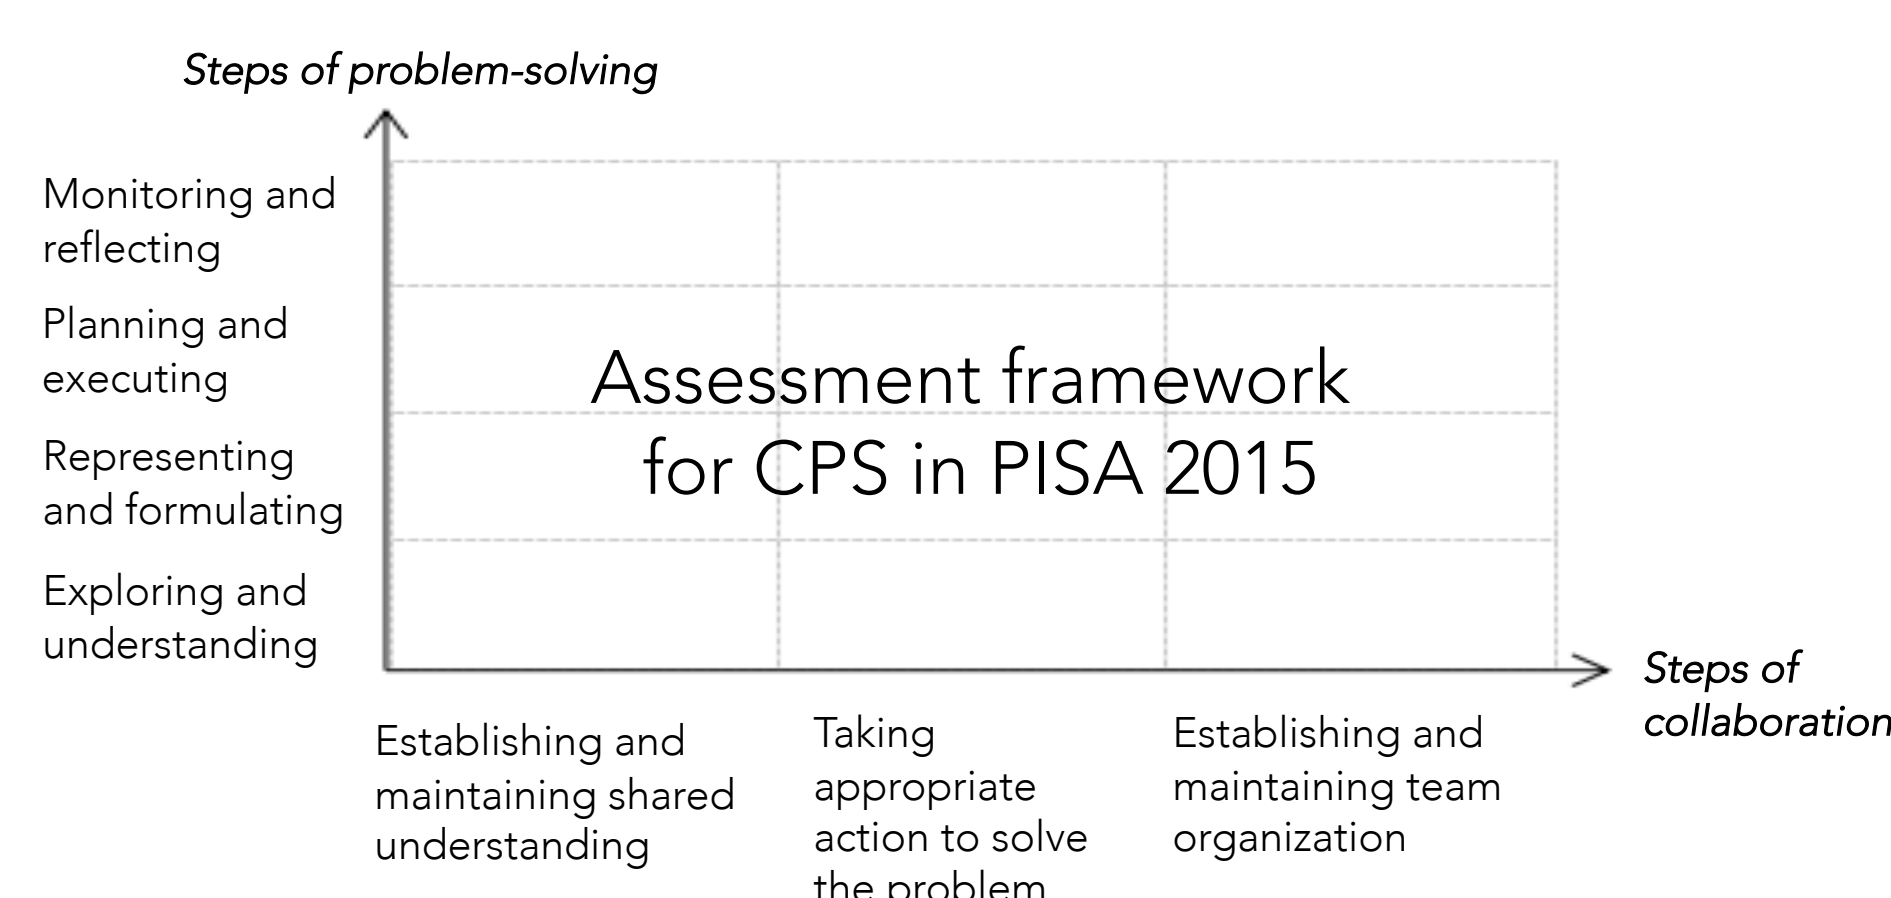 Steps of problem-solving
Monitoring and
reflecting
Planning and
executing
Representing
and formulating
Exploring and
understanding
Assessment framework
for CPS in PISA 2015
Steps of
collaboration
Establishing and
maintaining shared
understanding
Taking
appropriate
action to solve
the problem
Establishing and
maintaining team
organization